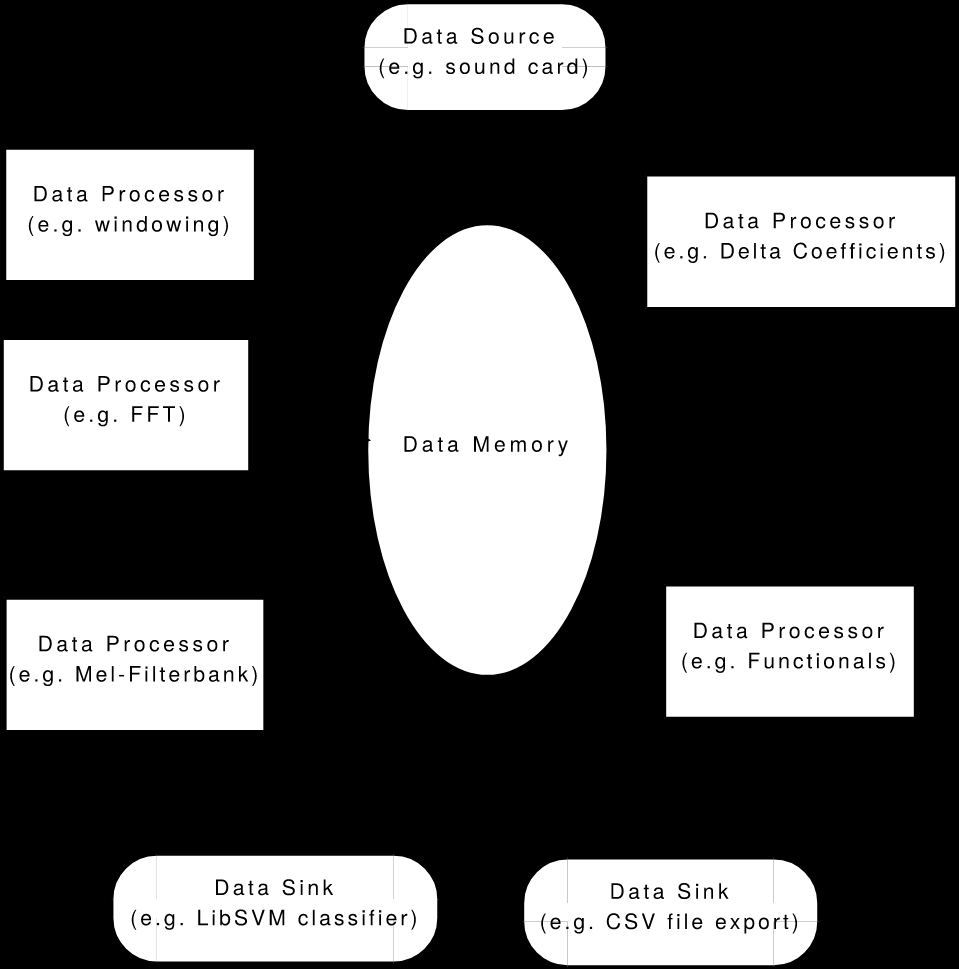 Data Source
(e.g. sound card)
Data Processor
(e.g. windowing)
Data Processor
(e.g. Delta Coefficients)
Data Processor
(e.g. FFT)
Data Memory
Data Processor
(e.g. Mel-Filterbank)
Data Processor
(e.g. Functionals)
Data Sink
(e.g. LibSVM classifier)
Data Sink
(e.g. CSV file export)